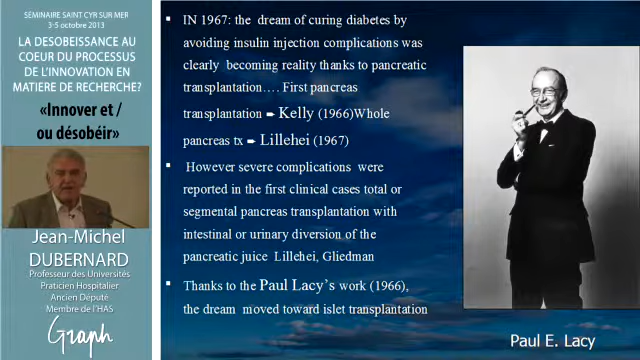 SEMINAIRE SAINT CYR SUR MER
3-5 octobre 2013
LA DESOBEISSANCE AU
COEUR DU PROCESSUS
DE L'INNOVATION EN
MATIERE DE RECHERCHE?
«Innover et /
ou désobéir»
Jean-Michel
DUBERNARD
Professeur des Universités
Praticien Hospitalier
Ancien Député
Membre de l'HAS
Graph
IN 1967: the dream of curing diabetes by
avoiding insulin injection complications was
clearly becoming reality thanks to pancreatic
transplantation…. First pancreas
transplantation ➨ Kelly (1966)Whole
pancreas tx ➨ Lillehei (1967)
However severe complications were
reported in the first clinical cases total or
segmental pancreas transplantation with
intestinal or urinary diversion of the
pancreatic juice Lillehei, Gliedman
Thanks to the Paul Lacy's work (1966),
the dream moved toward islet transplantation
Paul E. Lacy